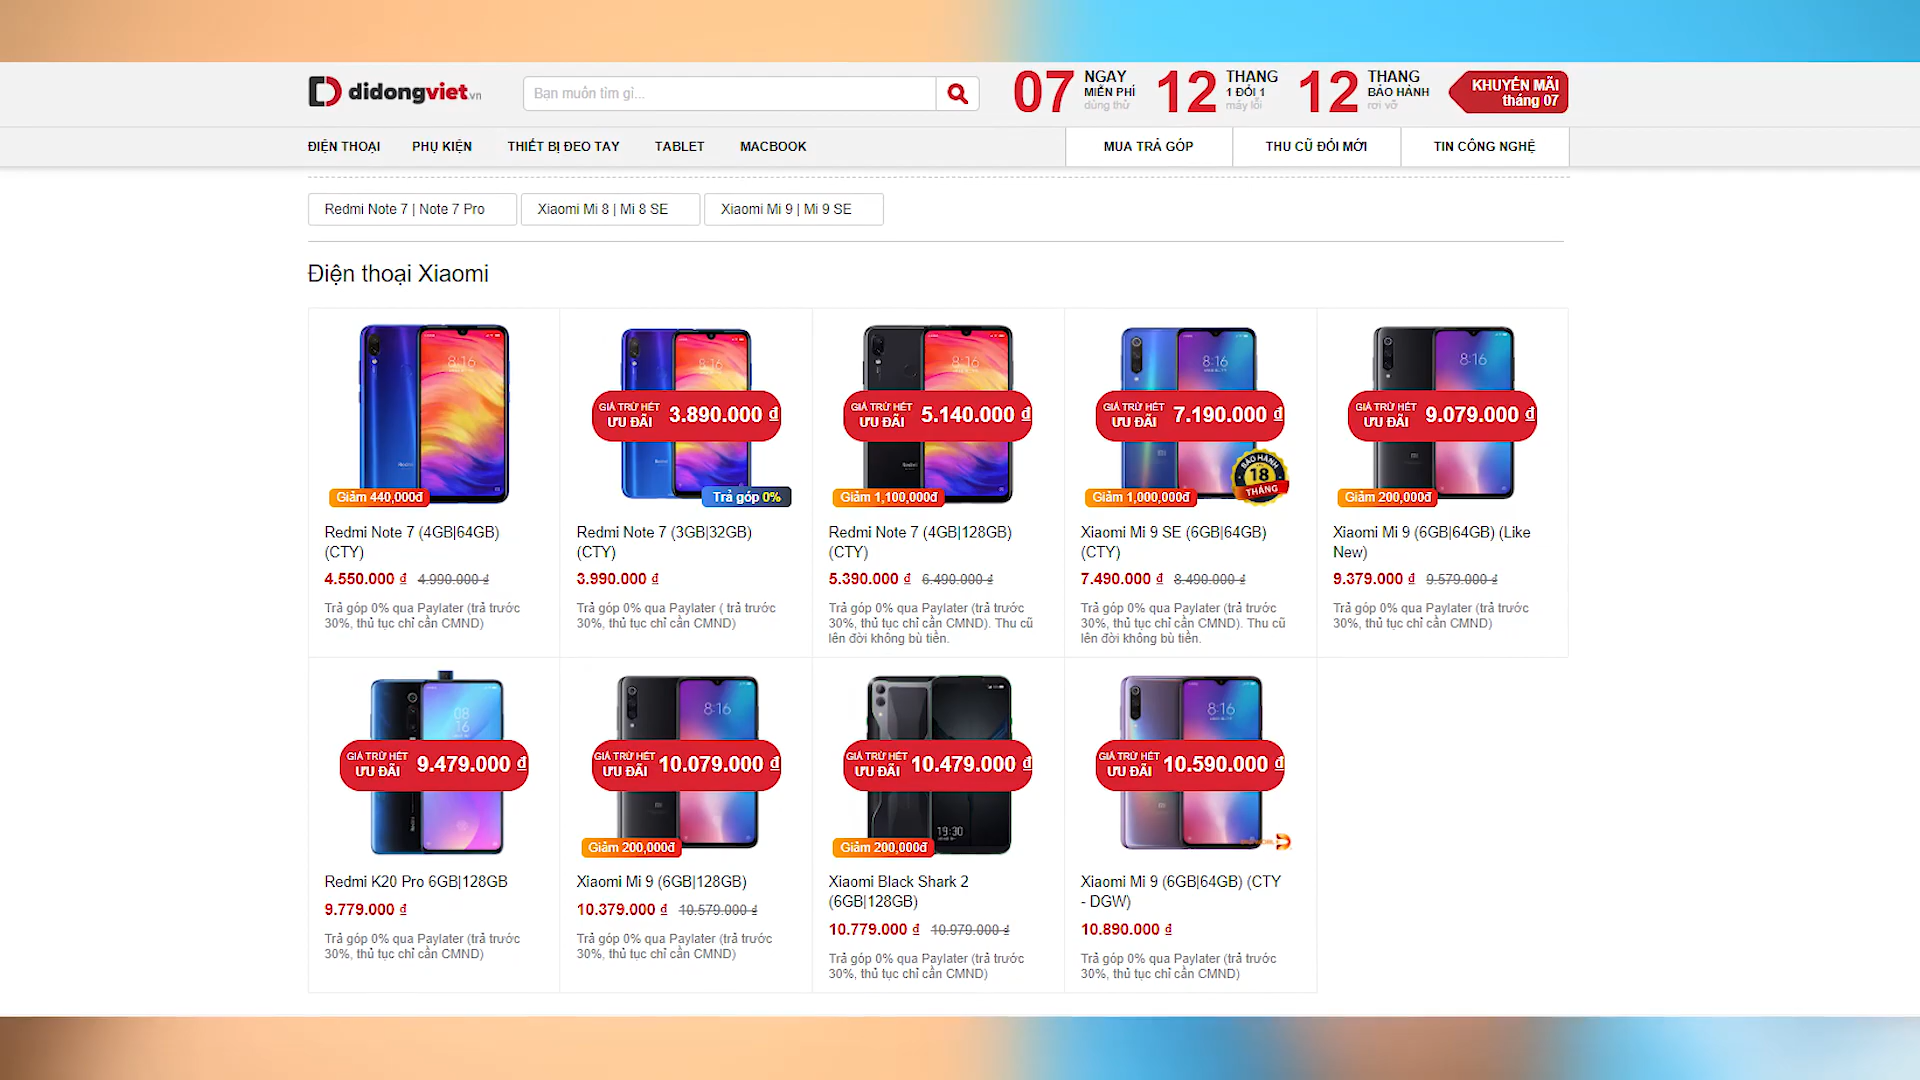 didongviet.vn
Bạn muốn tìm gì...
07 NGAY MIỄN PHÍ dùng thử
12 THANG 1 ĐỔI 1 máy lỗi
12 THANG BẢO HÀNH rơi vỡ
KHUYẾN MÃI
tháng 07
ĐIỆN THOẠI PHỤ KIỆN THIẾT BỊ ĐEO TAY TABLET MACBOOK MUA TRẢ GÓP THU CŨ ĐỔI MỚI TIN CÔNG NGHỆ
Redmi Note 7 | Note 7 Pro
Xiaomi Mi 8 | Mi 8 SE
Xiaomi Mi 9 | Mi 9 SE
Điện thoại Xiaomi
Giảm 440,000đ
Redmi Note 7 (4GB|64GB)
(CTY)
4.550.000 ₫ 4.990.000 ₫
Trả góp 0% qua Paylater (trả trước
30%, thủ tục chỉ cần CMND)
GIÁ TRỪ HẾT
ƯU ĐÃI 3.890.000 ₫
Trả góp 0%
Redmi Note 7 (3GB|32GB)
(CTY)
3.990.000 ₫
Trả góp 0% qua Paylater ( trả trước
30%, thủ tục chỉ cần CMND)
GIÁ TRỪ HẾT
ƯU ĐÃI 5.140.000 ₫
Giảm 1,100,000đ
Redmi Note 7 (4GB|128GB)
(CTY)
5.390.000 ₫ 6.490.000 ₫
Trả góp 0% qua Paylater (trả trước
30%, thủ tục chỉ cần CMND). Thu cũ
lên đời không bù tiền.
GIÁ TRỪ HẾT
ƯU ĐÃI 7.190.000 ₫
BẢO HÀNH
18
THÁNG
Giảm 1,000,000đ
Xiaomi Mi 9 SE (6GB|64GB)
(CTY)
7.490.000 ₫ 8.490.000 ₫
Trả góp 0% qua Paylater (trả trước
30%, thủ tục chỉ cần CMND). Thu cũ
lên đời không bù tiền.
8:16
GIÁ TRỪ HẾT
ƯU ĐÃI 9.079.000 ₫
Giảm 200,000đ
Xiaomi Mi 9 (6GB|64GB) (Like
New)
9.379.000 ₫ 9.579.000 ₫
Trả góp 0% qua Paylater (trả trước
30%, thủ tục chỉ cần CMND)
GIÁ TRỪ HẾT
ƯU ĐÃI 9.479.000 ₫
Redmi K20 Pro 6GB|128GB
9.779.000 ₫
Trả góp 0% qua Paylater (trả trước
30%, thủ tục chỉ cần CMND)
8:16
GIÁ TRỪ HẾT
ƯU ĐÃI 10.079.000 ₫
Giảm 200,000đ
Xiaomi Mi 9 (6GB|128GB)
10.379.000 ₫ 10.579.000 ₫
Trả góp 0% qua Paylater (trả trước
30%, thủ tục chỉ cần CMND)
GIÁ TRỪ HẾT
ƯU ĐÃI 10.479.000 ₫
19:30
Giảm 200,000đ
Xiaomi Black Shark 2
(6GB|128GB)
10.779.000 ₫ 10.979.000 ₫
Trả góp 0% qua Paylater (trả trước
30%, thủ tục chỉ cần CMND)
8:16
GIÁ TRỪ HẾT
ƯU ĐÃI 10.590.000 ₫
Xiaomi Mi 9 (6GB|64GB) (CTY
- DGW)
10.890.000 ₫
Trả góp 0% qua Paylater (trả trước
30%, thủ tục chỉ cần CMND)